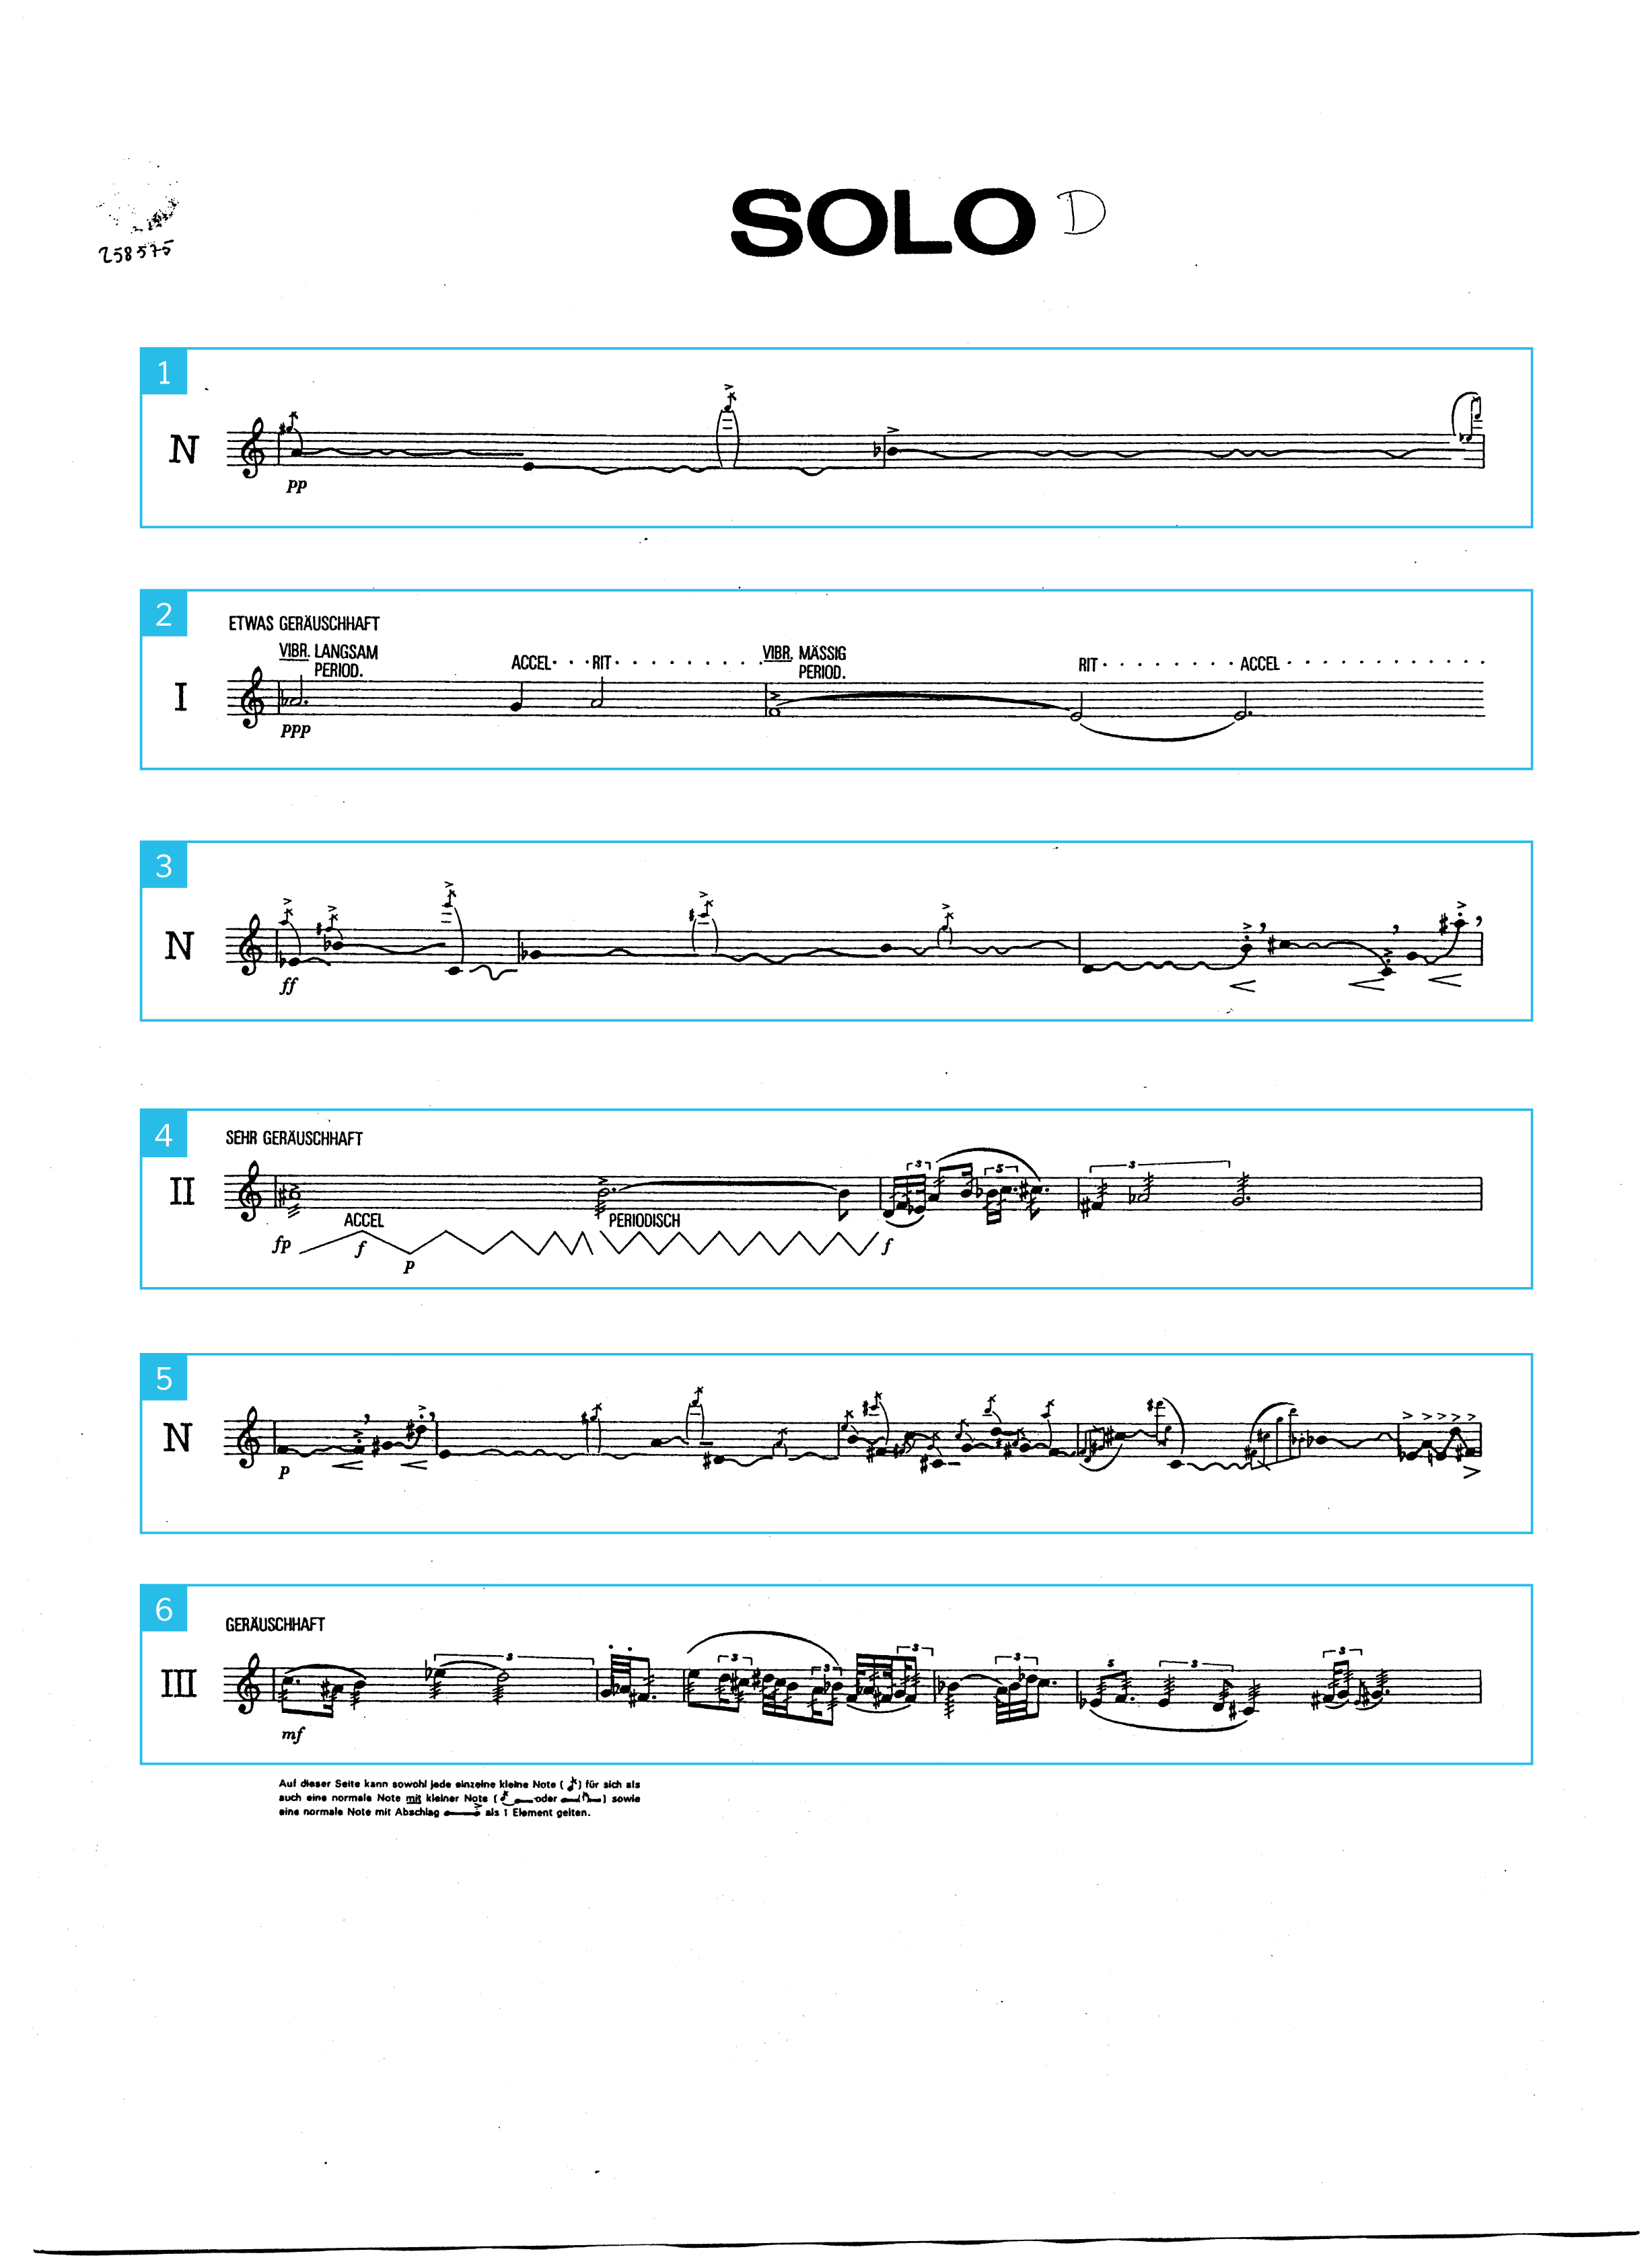 SOLO D
258575
1
N
pp
2
ETWAS GERÄUSCHHAFT
VIBR. LANGSAM PERIOD. ACCEL RIT VIBR. MÄSSIG PERIOD. RIT ACCEL
I
ppp
3
N
ff
4
SEHR GERÄUSCHHAFT
II
3 3 5 3
ACCEL PERIODISCH
fp f p f
5
N
p
6
GERÄUSCHHAFT
III
3 3 3 3 3 5 3 3
mf
Auf dieser Seite kann sowohl jede einzelne kleine Note ( ) für sich als
auch eine normale Note mit kleiner Note ( oder ) sowie
eine normale Note mit Abschlag als 1 Element gelten.